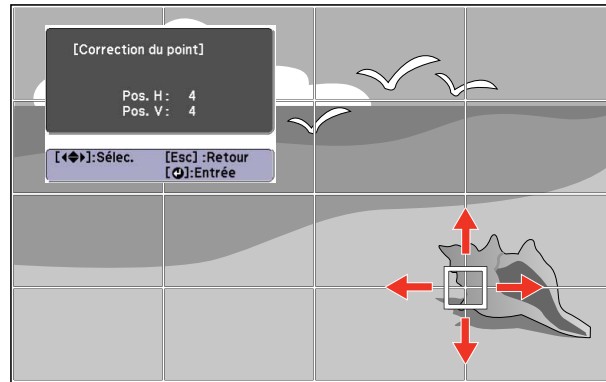 [Correction du point]
Pos. H : 4
Pos. V : 4
[◂◆▸]:Sélec. [Esc] :Retour
[↵]:Entrée